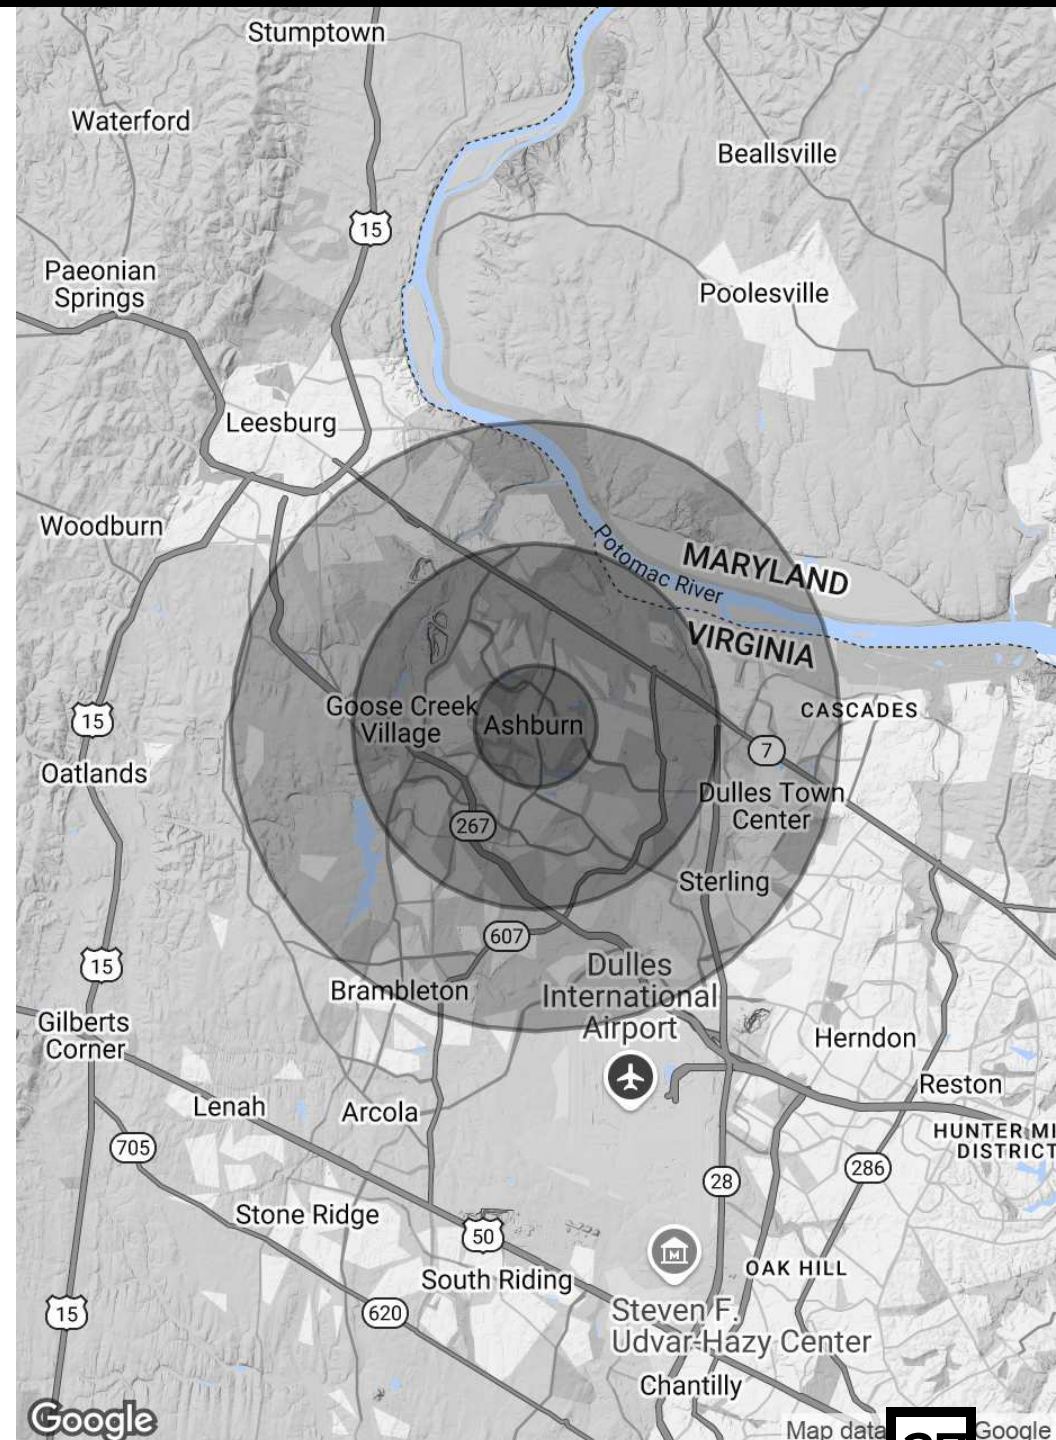 Stumptown
Waterford
Beallsville
15
Paeonian
Springs
Poolesville
Leesburg
Woodburn
Potomac River
MARYLAND
VIRGINIA
Goose Creek
Village
Ashburn
CASCADES
15
7
Oatlands
Dulles Town
Center
267
Sterling
607
15
Dulles
International
Airport
Brambleton
Gilberts
Corner
Herndon
Reston
Lenah
Arcola
HUNTER MI
DISTRICT
705
286
28
Stone Ridge
50
OAK HILL
South Riding
15
620
Steven F.
Udvar-Hazy Center
Chantilly
Google
Map data
Google